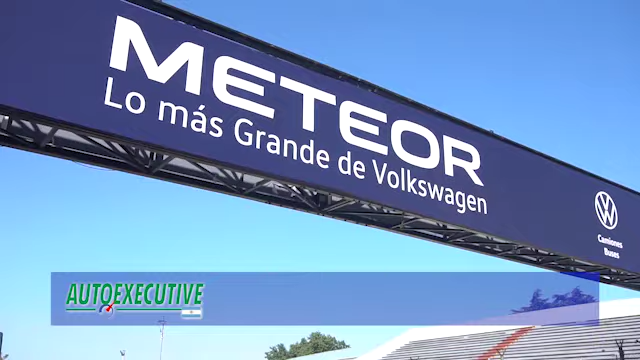 METEOR
Lo más Grande de Volkswagen
Camiones
Buses
AUTOEXECUTIVE